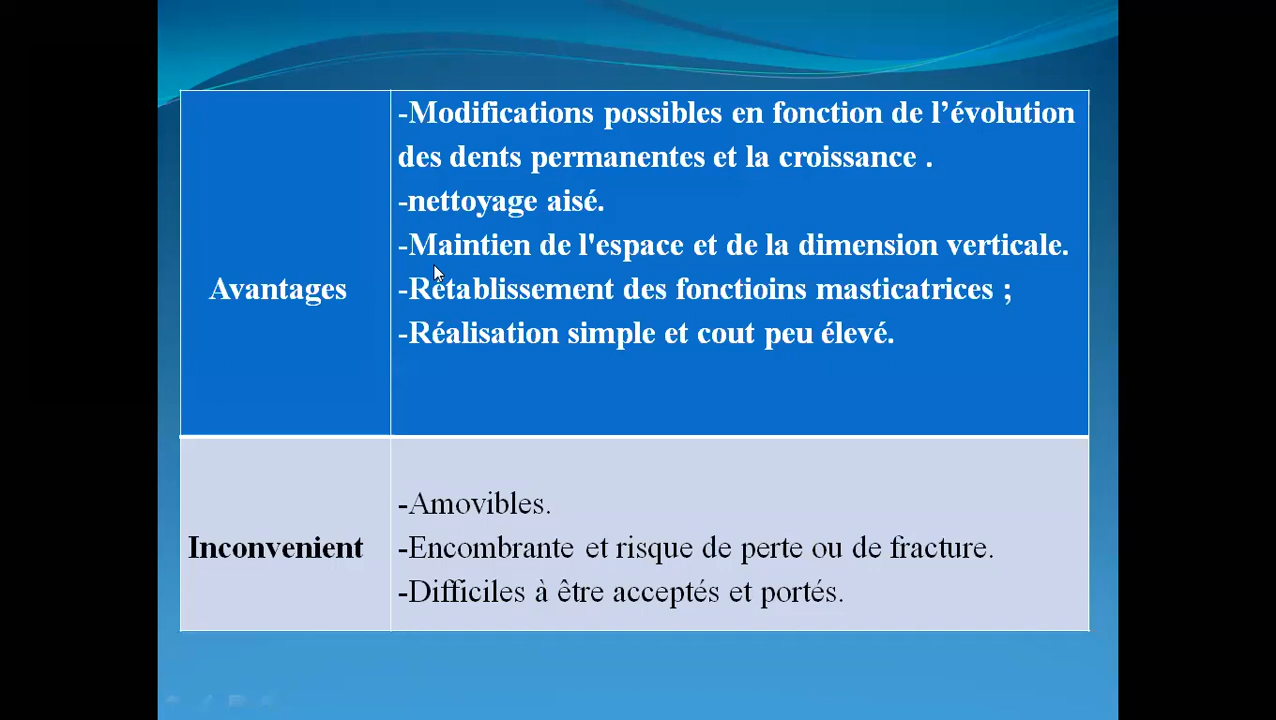 -Modifications possibles en fonction de l’évolution
des dents permanentes et la croissance .
-nettoyage aisé.
-Maintien de l'espace et de la dimension verticale.
Avantages
-Rétablissement des fonctioins masticatrices ;
-Réalisation simple et cout peu élevé.
-Amovibles.
Inconvenient
-Encombrante et risque de perte ou de fracture.
-Difficiles à être acceptés et portés.